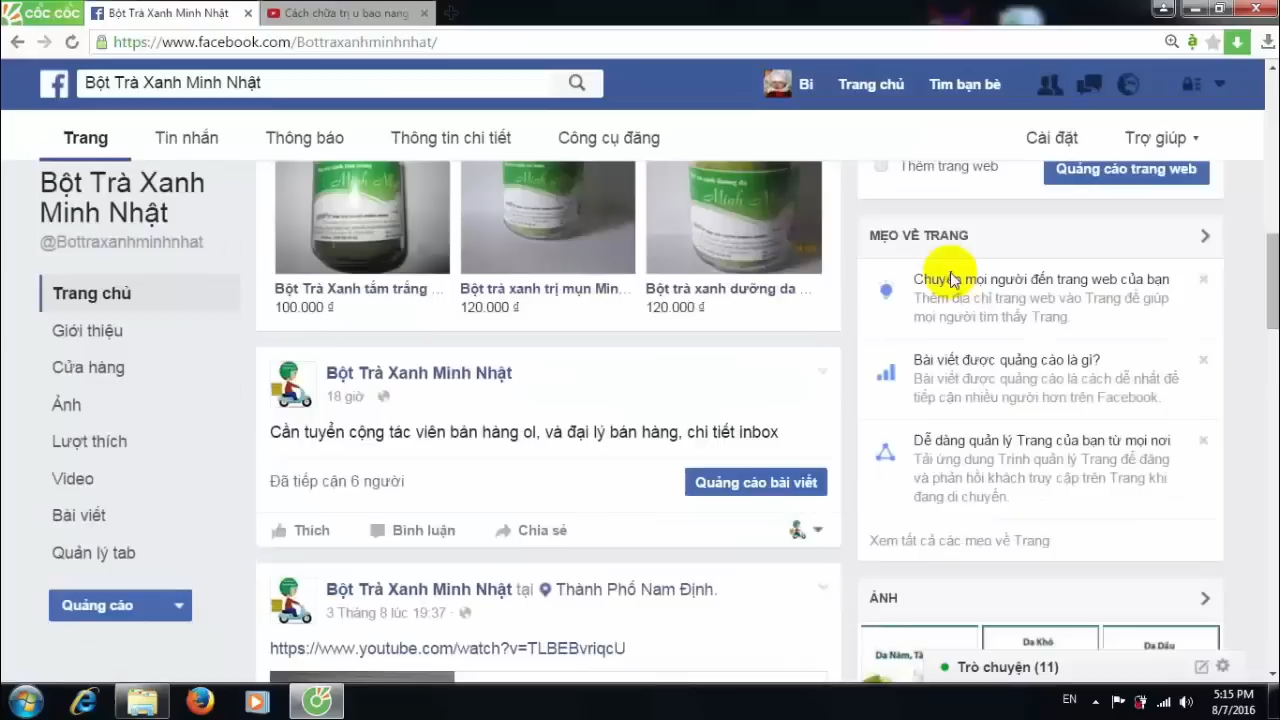 cốc cốc
Bột Trà Xanh Minh Nhật
Cách chữa trị u bao nang
https://www.facebook.com/Bottraxanhminhnhat/
Bột Trà Xanh Minh Nhật
Bi
Trang chủ
Tìm bạn bè
Trang
Tin nhắn
Thông báo
Thông tin chi tiết
Công cụ đăng
Cài đặt
Trợ giúp
Bột Trà Xanh
Minh Nhật
@Bottraxanhminhnhat
Trang chủ
Giới thiệu
Cửa hàng
Ảnh
Lượt thích
Video
Bài viết
Quản lý tab
Quảng cáo
Bột Trà Xanh tắm trắng ...
100.000 ₫
bột trà xanh trị mụn Min...
120.000 ₫
Bột trà xanh dưỡng da ...
120.000 ₫
Bột Trà Xanh Minh Nhật
18 giờ
Cần tuyển cộng tác viên bán hàng ol, và đại lý bán hàng, chi tiết inbox
Đã tiếp cận 6 người
Quảng cáo bài viết
Thích
Bình luận
Chia sẻ
Bột Trà Xanh Minh Nhật tại Thành Phố Nam Định.
3 Tháng 8 lúc 19:37 ·
https://www.youtube.com/watch?v=TLBEBvriqcU
Thêm trang web
Quảng cáo trang web
MẸO VỀ TRANG
Chuyển mọi người đến trang web của bạn
Thêm địa chỉ trang web vào Trang để giúp
mọi người tìm thấy Trang.
Bài viết được quảng cáo là gì?
Bài viết được quảng cáo là cách dễ nhất để
tiếp cận nhiều người hơn trên Facebook.
Dễ dàng quản lý Trang của bạn từ mọi nơi
Tải ứng dụng Trình quản lý Trang để đăng
và phản hồi khách truy cập trên Trang khi
đang di chuyển.
Xem tất cả các mẹo về Trang
ẢNH
Da Khô
Da Dầu
Trò chuyện (11)
EN
5:15 PM
8/7/2016